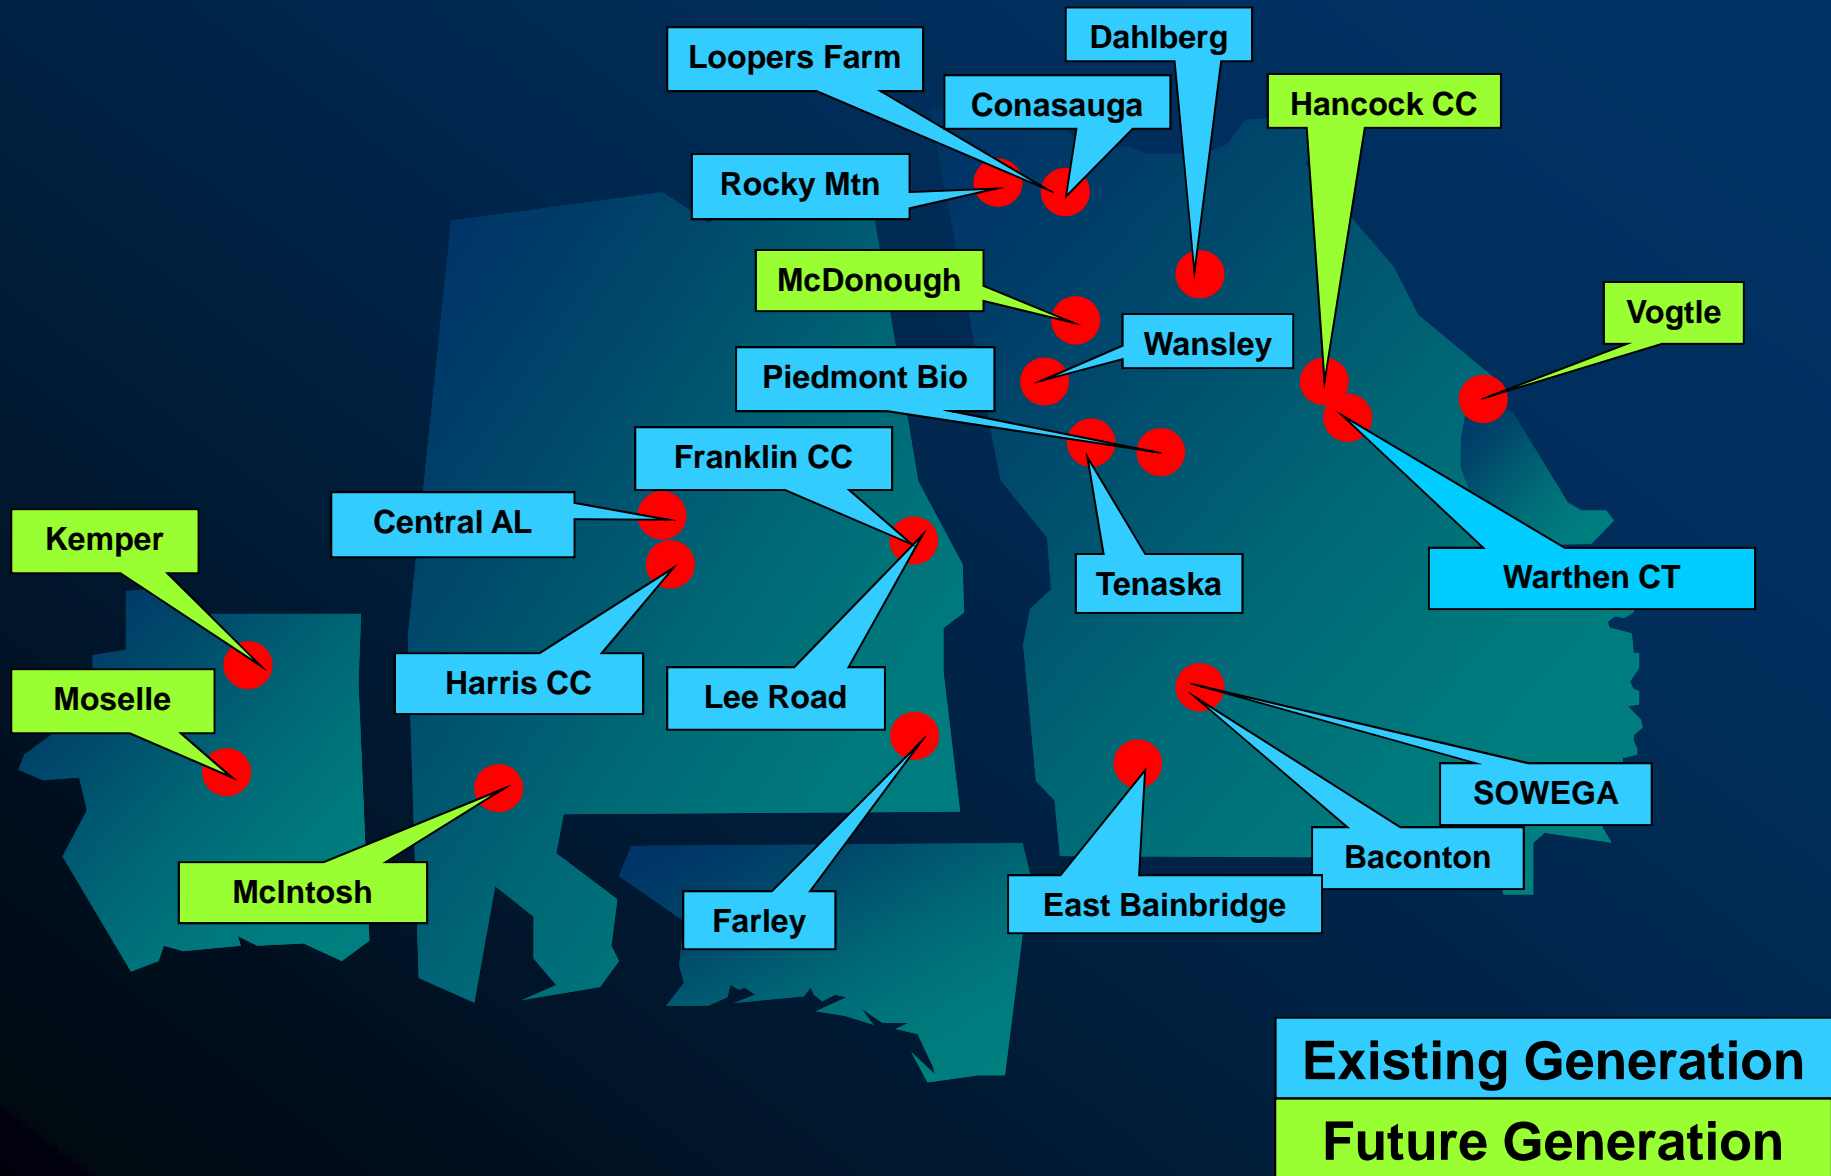 Dahlberg
Loopers Farm
Conasauga
Hancock CC
Rocky Mtn
McDonough
Vogtle
Wansley
Piedmont Bio
Franklin CC
Central AL
Kemper
Tenaska
Warthen CT
Harris CC
Lee Road
Moselle
SOWEGA
Baconton
McIntosh
East Bainbridge
Farley
Existing Generation
Future Generation